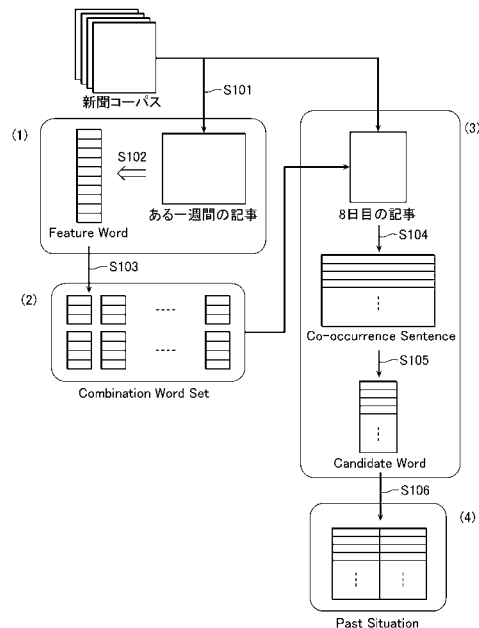 新聞コーパス
S101
(1)
S102
Feature Word
ある一週間の記事
S103
(2)
Combination Word Set
(3)
8日目の記事
S104
Co-occurrence Sentence
S105
Candidate Word
S106
(4)
Past Situation